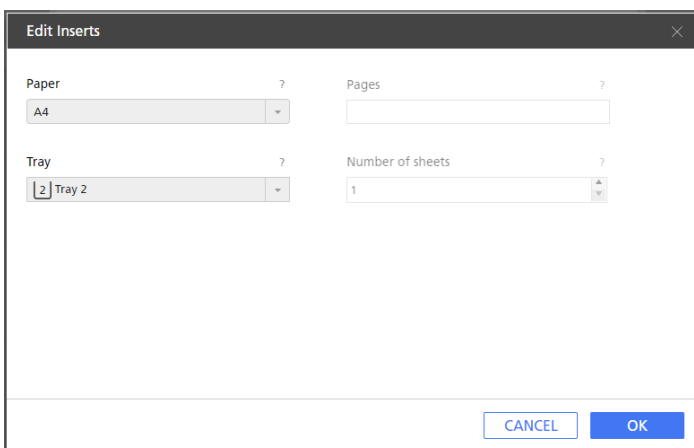 Edit Inserts
Paper ? Pages ?
A4
Tray ? Number of sheets ?
2 Tray 2 1
CANCEL OK